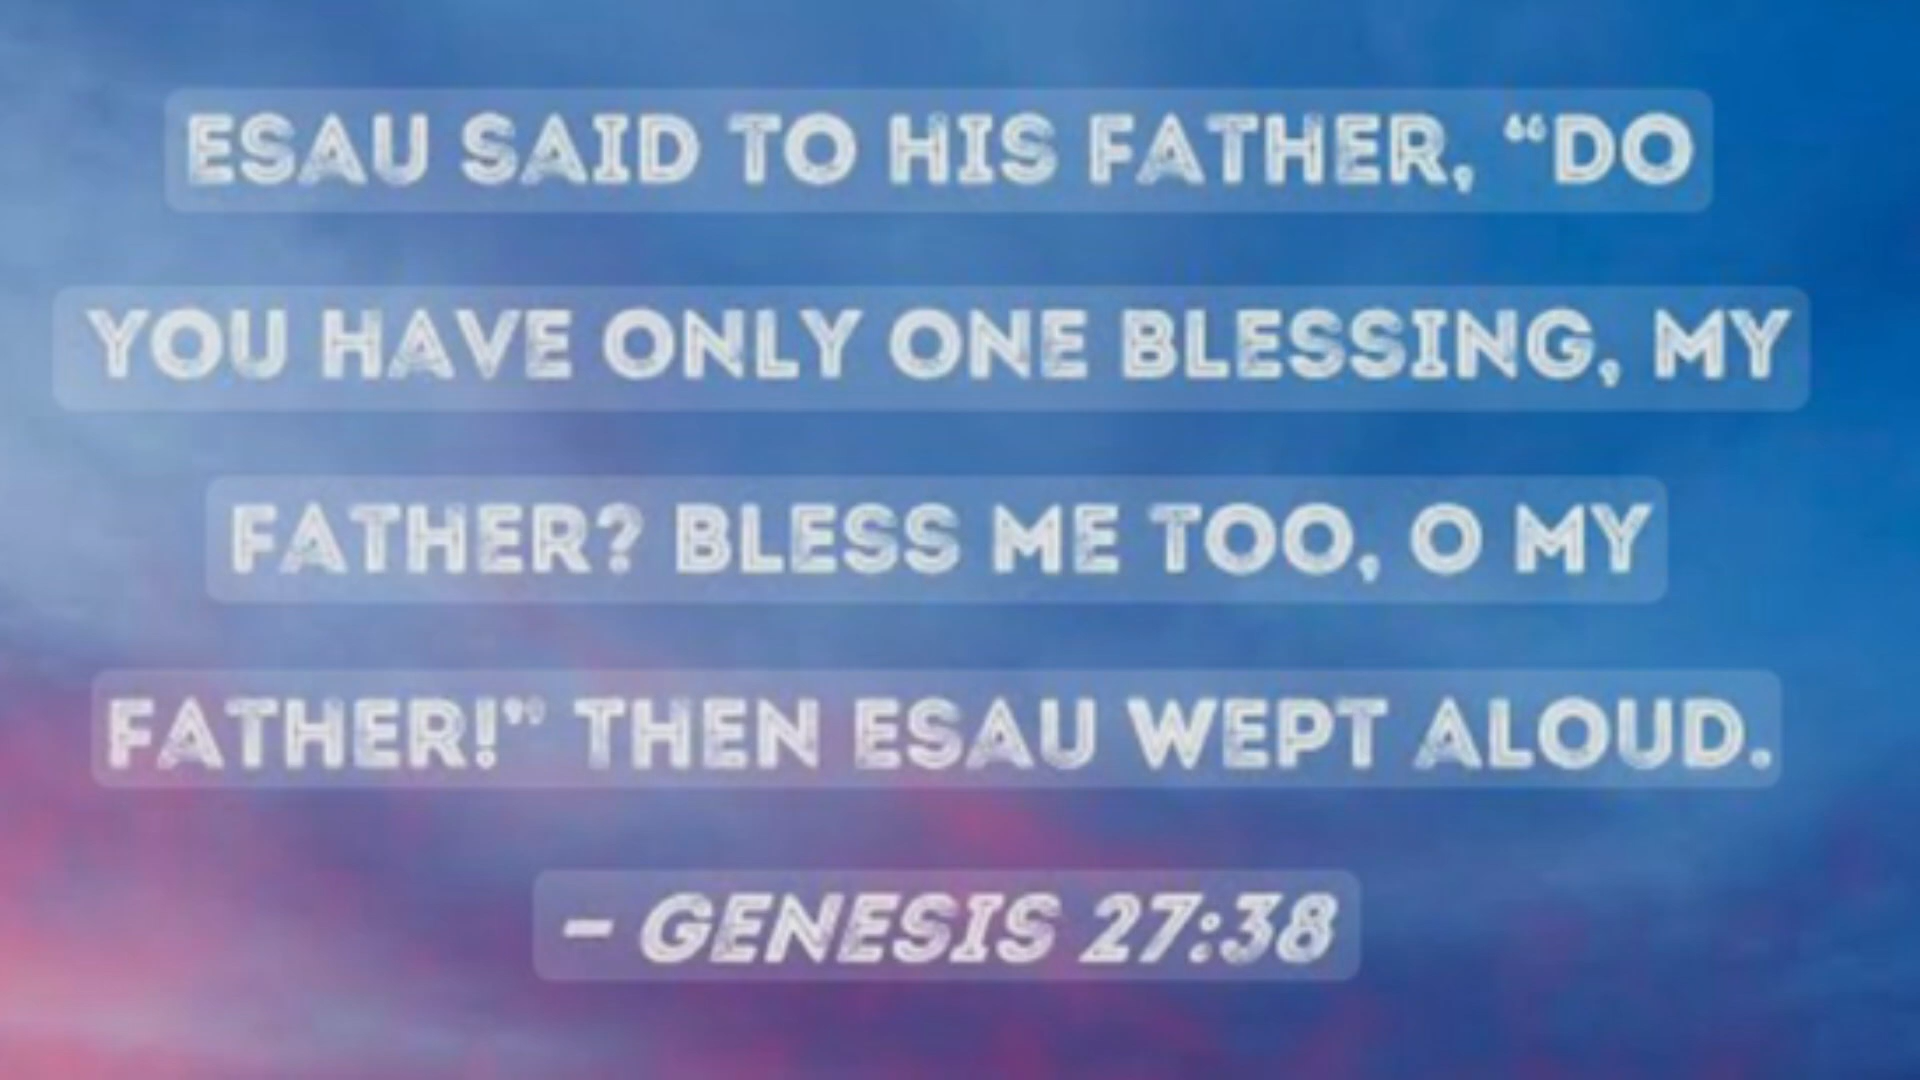 ESAU SAID TO HIS FATHER, “DO
YOU HAVE ONLY ONE BLESSING, MY
FATHER? BLESS ME TOO, O MY
FATHER!” THEN ESAU WEPT ALOUD.
– GENESIS 27:38